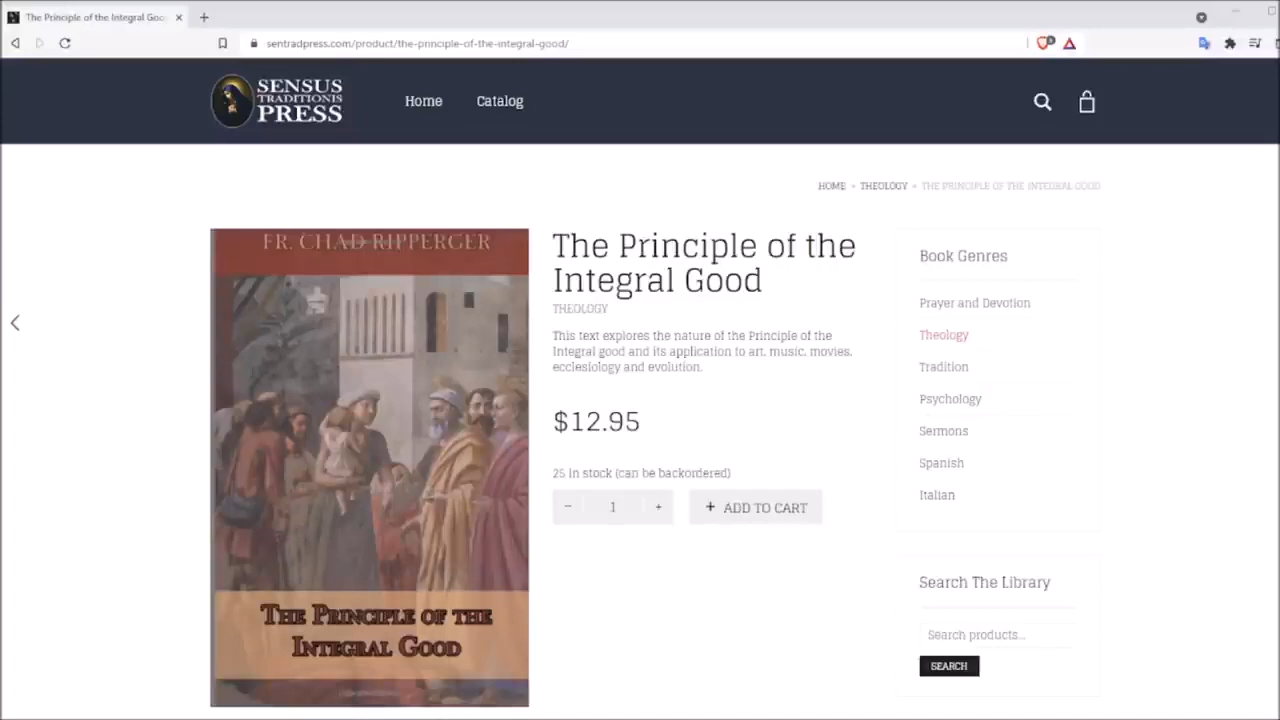 The Principle of the Integral Goo
sentradpress.com/product/the-principle-of-the-integral-good/
SENSUS
TRADITIONIS
PRESS
Home
Catalog
HOME
THEOLOGY
THE PRINCIPLE OF THE INTEGRAL GOOD
FR. CHAD RIPPERGER
THE PRINCIPLE OF THE
INTEGRAL GOOD
The Principle of the
Integral Good
THEOLOGY
This text explores the nature of the Principle of the
Integral good and its application to art, music, movies,
ecclesiology and evolution.
$12.95
25 in stock (can be backordered)
− 1 +
+ ADD TO CART
Book Genres
Prayer and Devotion
Theology
Tradition
Psychology
Sermons
Spanish
Italian
Search The Library
Search products...
SEARCH